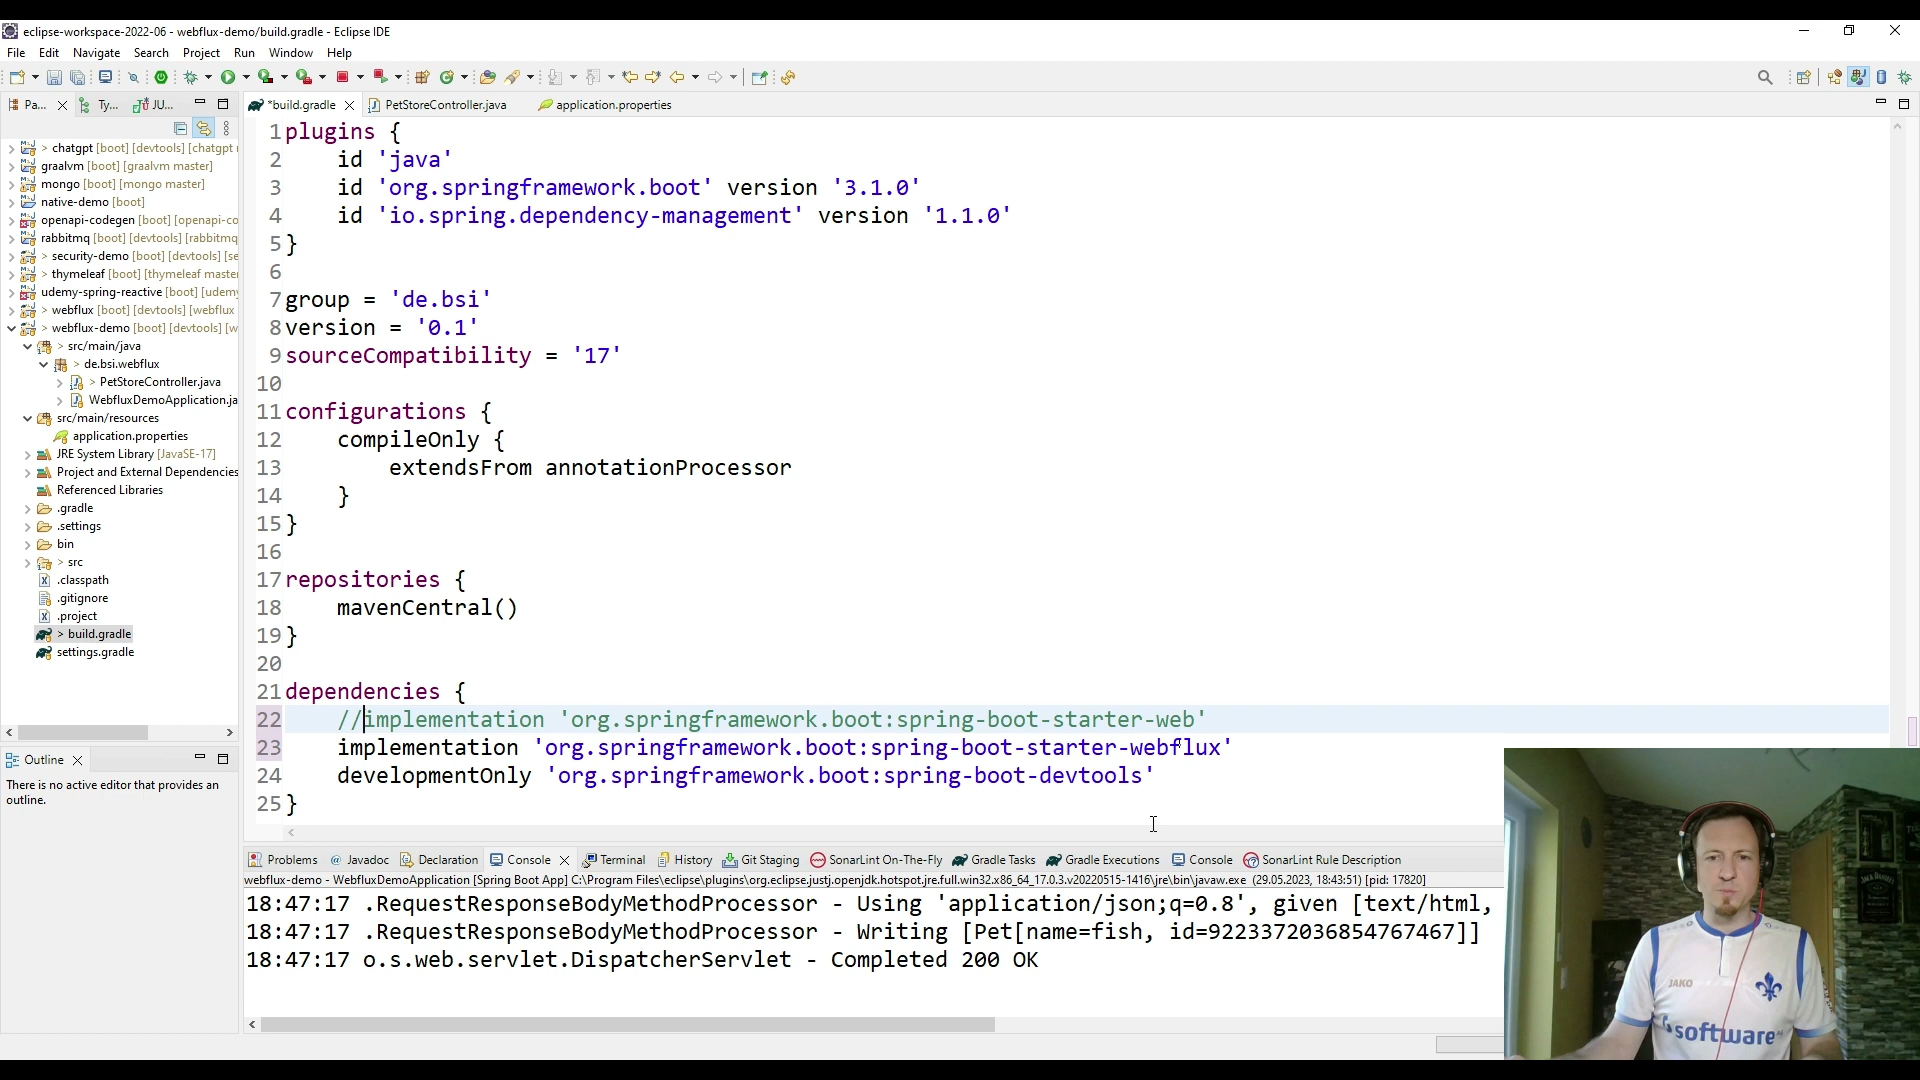 eclipse-workspace-2022-06 - webflux-demo/build.gradle - Eclipse IDE
File Edit Navigate Search Project Run Window Help
Pa... Ty... JU...
*build.gradle PetStoreController.java application.properties
> chatgpt [boot] [devtools] [chatgpt
graalvm [boot] [graalvm master]
mongo [boot] [mongo master]
native-demo [boot]
openapi-codegen [boot] [openapi-co
rabbitmq [boot] [devtools] [rabbitmq
> security-demo [boot] [devtools] [se
> thymeleaf [boot] [thymeleaf master
udemy-spring-reactive [boot] [udemy
> webflux [boot] [devtools] [webflux
> webflux-demo [boot] [devtools] [w
> src/main/java
> de.bsi.webflux
> PetStoreController.java
WebfluxDemoApplication.ja
src/main/resources
application.properties
JRE System Library [JavaSE-17]
Project and External Dependencies
Referenced Libraries
.gradle
.settings
bin
> src
.classpath
.gitignore
.project
> build.gradle
settings.gradle
Outline
There is no active editor that provides an
outline.
1 plugins {
2 id 'java'
3 id 'org.springframework.boot' version '3.1.0'
4 id 'io.spring.dependency-management' version '1.1.0'
5 }
6
7 group = 'de.bsi'
8 version = '0.1'
9 sourceCompatibility = '17'
10
11 configurations {
12 compileOnly {
13 extendsFrom annotationProcessor
14 }
15 }
16
17 repositories {
18 mavenCentral()
19 }
20
21 dependencies {
22 //implementation 'org.springframework.boot:spring-boot-starter-web'
23 implementation 'org.springframework.boot:spring-boot-starter-webflux'
24 developmentOnly 'org.springframework.boot:spring-boot-devtools'
25 }
Problems Javadoc Declaration Console Terminal History Git Staging SonarLint On-The-Fly Gradle Tasks Gradle Executions Console SonarLint Rule Description
webflux-demo - WebfluxDemoApplication [Spring Boot App] C:\Program Files\eclipse\plugins\org.eclipse.justj.openjdk.hotspot.jre.full.win32.x86_64_17.0.3.v20220515-1416\jre\bin\javaw.exe (29.05.2023, 18:43:51) [pid: 17820]
18:47:17 .RequestResponseBodyMethodProcessor - Using 'application/json;q=0.8', given [text/html,
18:47:17 .RequestResponseBodyMethodProcessor - Writing [Pet[name=fish, id=9223372036854767467]]
18:47:17 o.s.web.servlet.DispatcherServlet - Completed 200 OK
JAKO
software